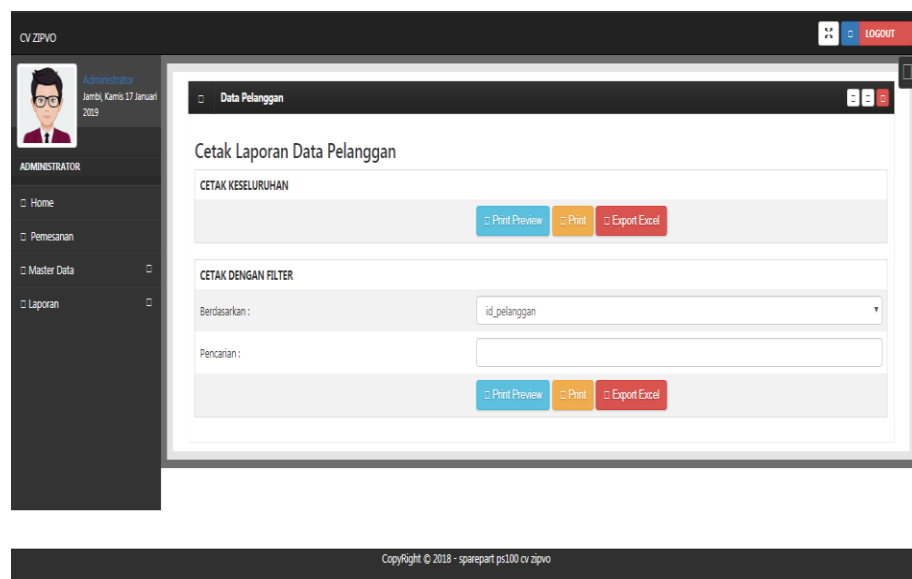 CV ZIPVO
LOGOUT
Administrator
Jambi, Kamis 17 Januari
2019
ADMINISTRATOR
Home
Pemesanan
Master Data
Laporan
Data Pelanggan
Cetak Laporan Data Pelanggan
CETAK KESELURUHAN
Print Preview Print Export Excel
CETAK DENGAN FILTER
Berdasarkan : id_pelanggan
Pencarian :
Print Preview Print Export Excel
CopyRight © 2018 - sparepart ps100 cv zipvo